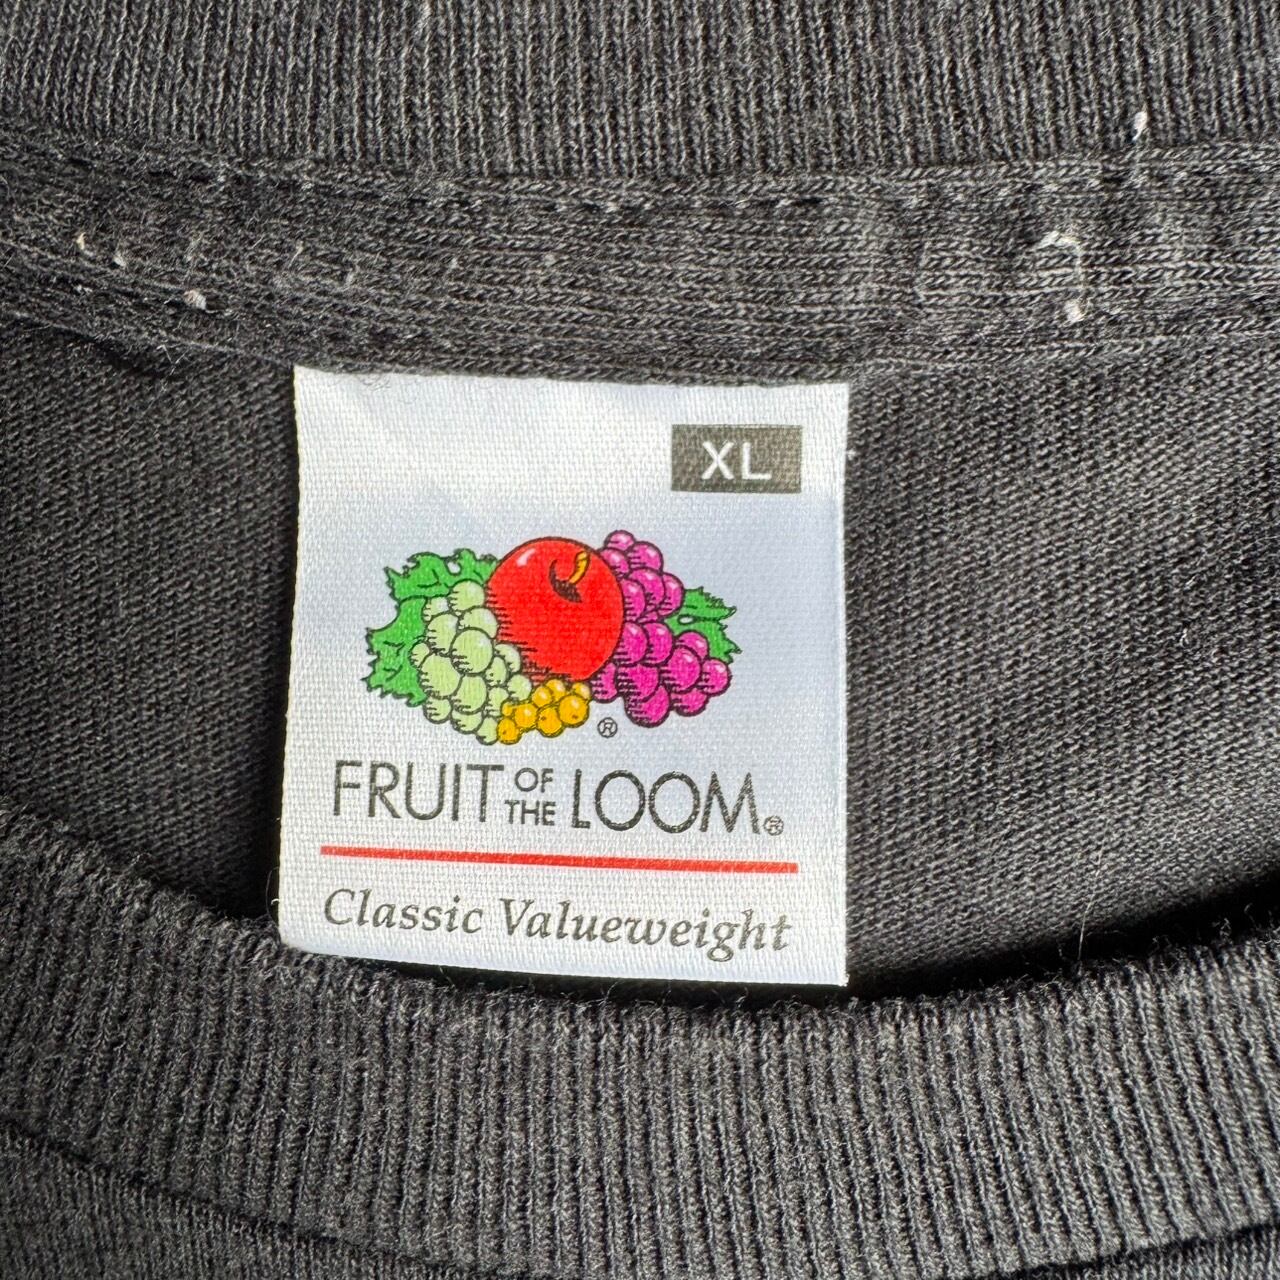 XL
®
FRUIT OF THE LOOM®
Classic Valueweight